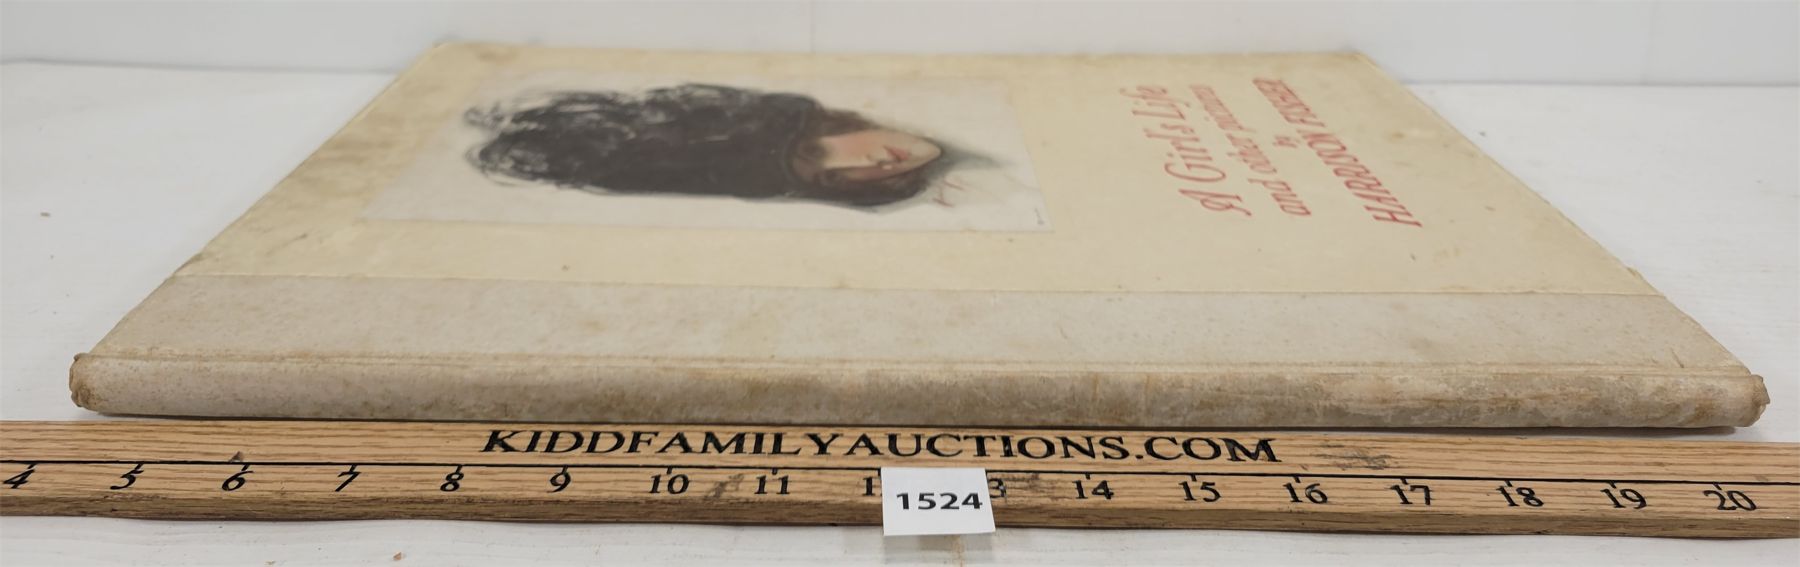 A Girl's Life
and other pictures
by
HARRISON FISHER
KIDDFAMILYAUCTIONS.COM
4 5 6 7 8 9 10 11 1 3 14 15 16 17 18 19 20
1524